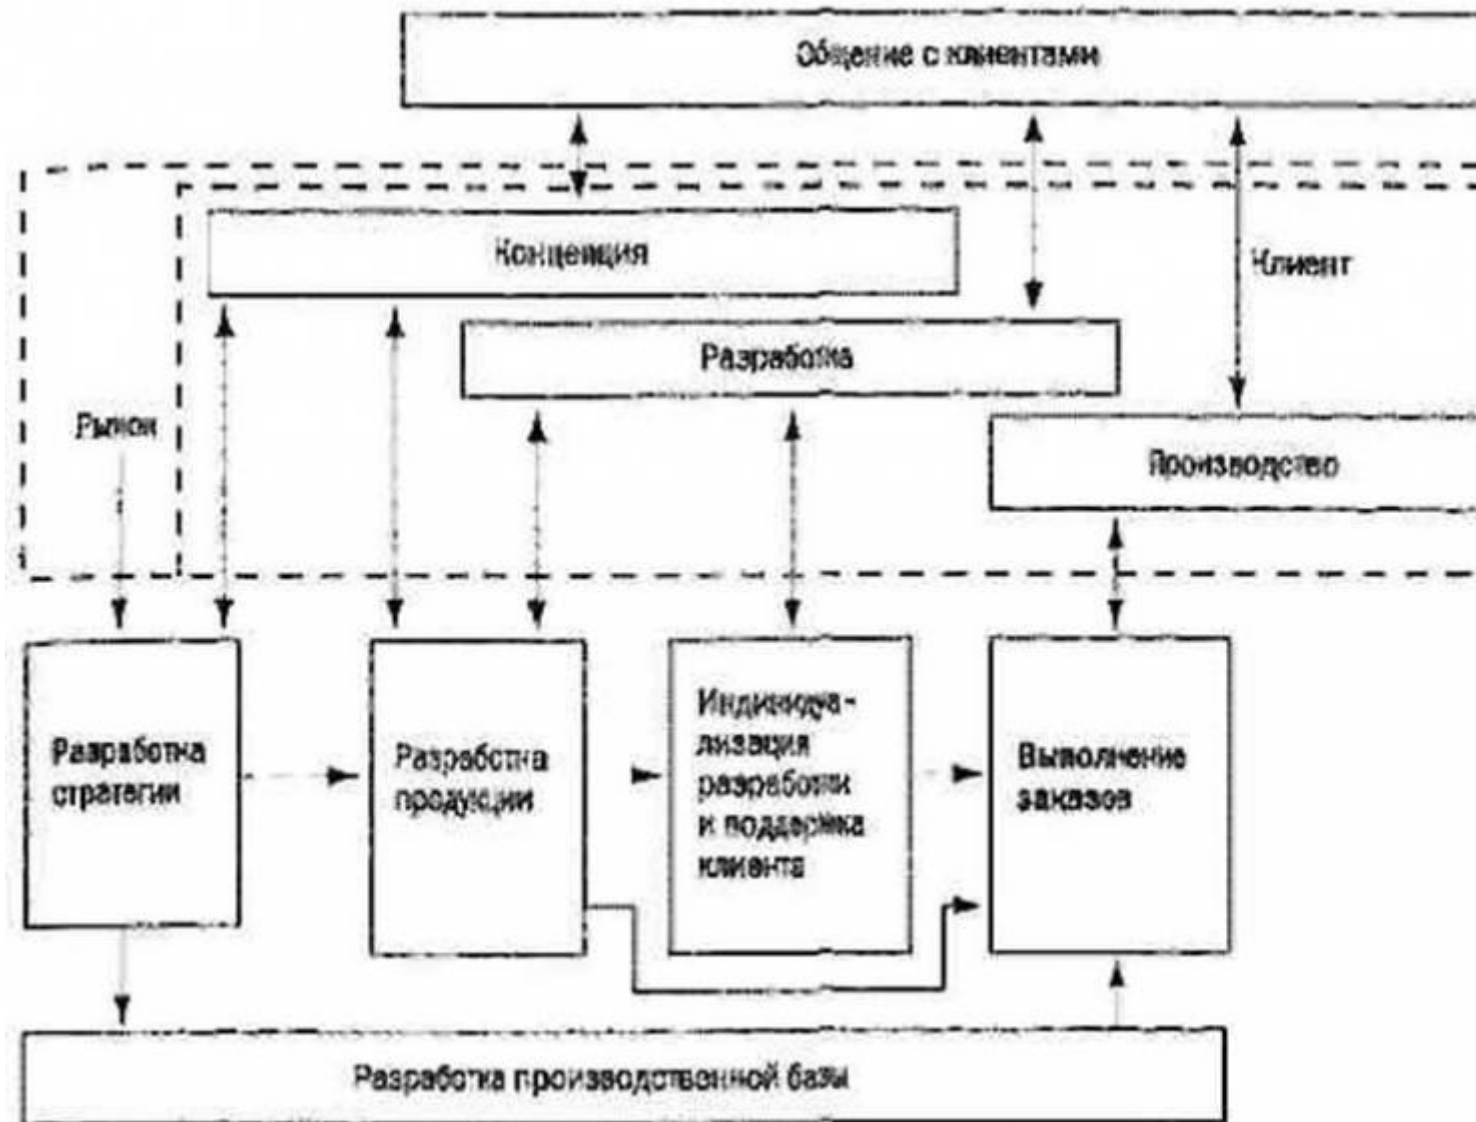 Общение с клиентами
Концепция
Клиент
Разработка
Рынок
Производство
Разработка
стратегии
Разработка
продукции
Индивидуа-
лизация
разработки
и поддержка
клиента
Выполнение
заказов
Разработка производственной базы